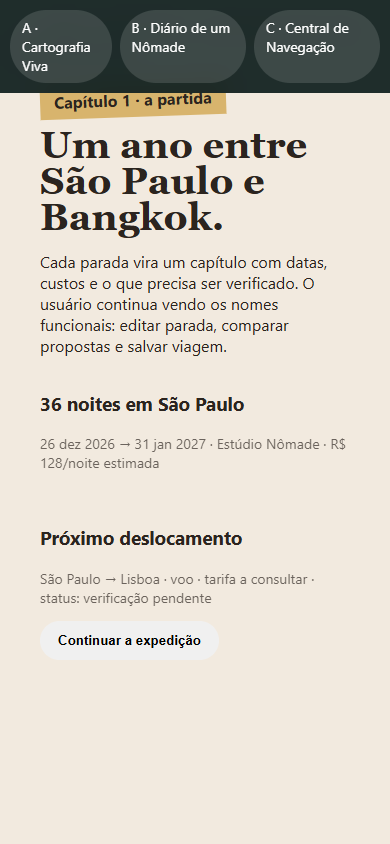 A ·
Cartografia
Viva
B · Diário de um
Nômade
C · Central de
Navegação
Capítulo 1 · a partida
Um ano entre
São Paulo e
Bangkok.
Cada parada vira um capítulo com datas,
custos e o que precisa ser verificado. O
usuário continua vendo os nomes
funcionais: editar parada, comparar
propostas e salvar viagem.
36 noites em São Paulo
26 dez 2026 → 31 jan 2027 · Estúdio Nômade · R$
128/noite estimada
Próximo deslocamento
São Paulo → Lisboa · voo · tarifa a consultar ·
status: verificação pendente
Continuar a expedição